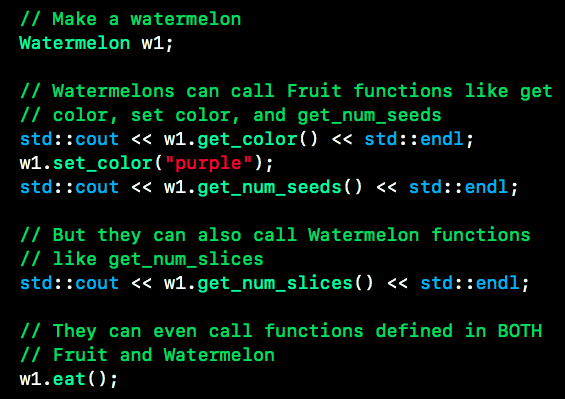 // Make a watermelon
Watermelon w1;
// Watermelons can call Fruit functions like get
// color, set color, and get_num_seeds
std::cout << w1.get_color() << std::endl;
w1.set_color("purple");
std::cout << w1.get_num_seeds() << std::endl;
// But they can also call Watermelon functions
// like get_num_slices
std::cout << w1.get_num_slices() << std::endl;
// They can even call functions defined in BOTH
// Fruit and Watermelon
w1.eat();